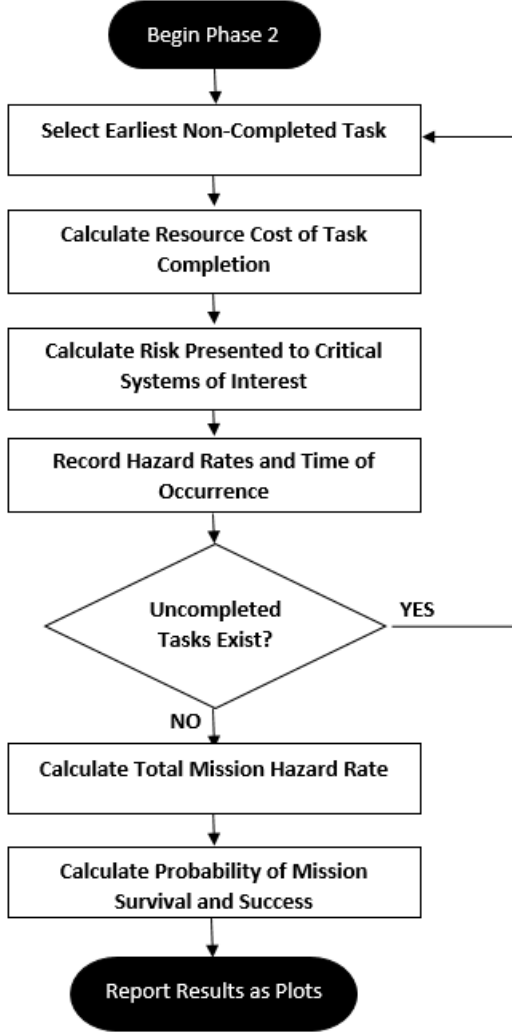 Begin Phase 2
Select Earliest Non-Completed Task
Calculate Resource Cost of Task
Completion
Calculate Risk Presented to Critical
Systems of Interest
Record Hazard Rates and Time of
Occurrence
Uncompleted
Tasks Exist?
YES
NO
Calculate Total Mission Hazard Rate
Calculate Probability of Mission
Survival and Success
Report Results as Plots